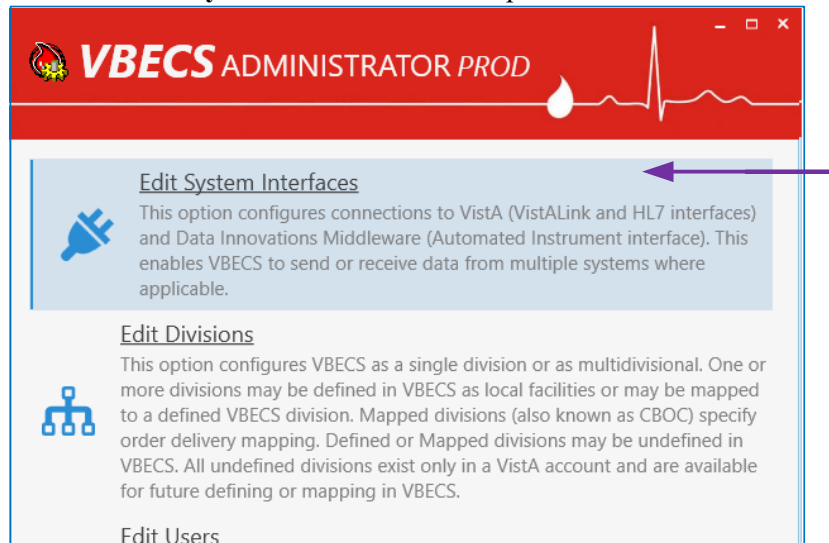 VBECS ADMINISTRATOR PROD
Edit System Interfaces
This option configures connections to VistA (VistALink and HL7 interfaces)
and Data Innovations Middleware (Automated Instrument interface). This
enables VBECS to send or receive data from multiple systems where
applicable.
Edit Divisions
This option configures VBECS as a single division or as multidivisional. One or
more divisions may be defined in VBECS as local facilities or may be mapped
to a defined VBECS division. Mapped divisions (also known as CBOC) specify
order delivery mapping. Defined or Mapped divisions may be undefined in
VBECS. All undefined divisions exist only in a VistA account and are available
for future defining or mapping in VBECS.
Edit Users